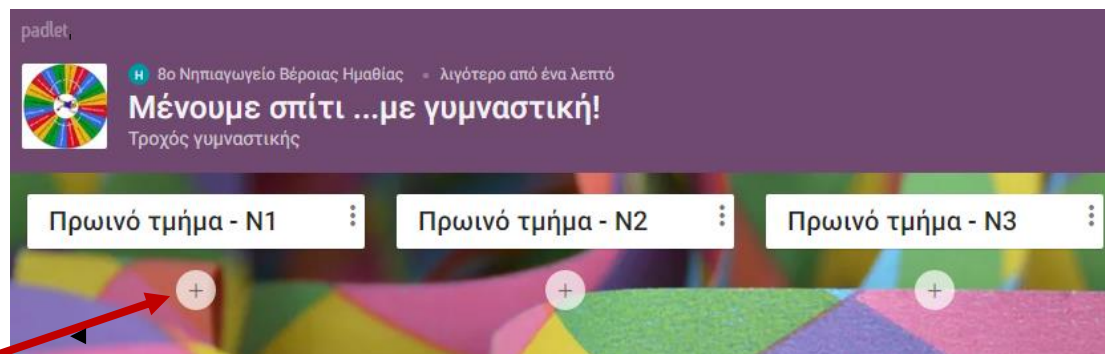 padlet
H 8ο Νηπιαγωγείο Βέροιας Ημαθίας • λιγότερο από ένα λεπτό
Μένουμε σπίτι ...με γυμναστική!
Τροχός γυμναστικής
Πρωινό τμήμα - Ν1
Πρωινό τμήμα - Ν2
Πρωινό τμήμα - Ν3